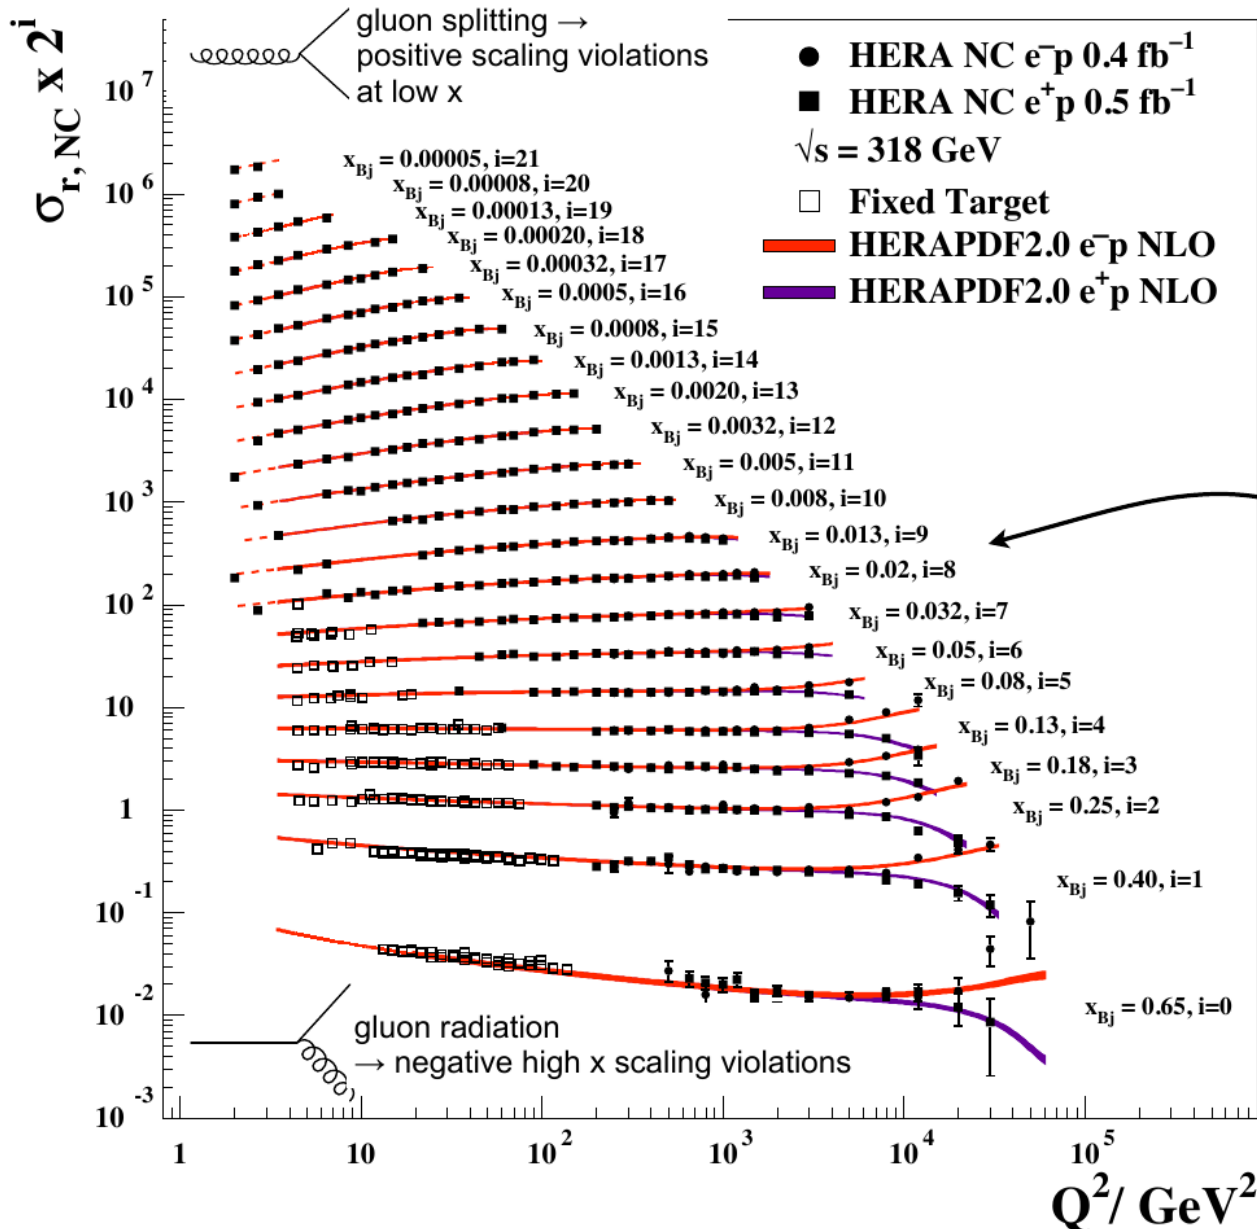 σr, NC x 2^i
gluon splitting →
positive scaling violations
at low x
HERA NC e⁻p 0.4 fb⁻¹
HERA NC e⁺p 0.5 fb⁻¹
√s = 318 GeV
Fixed Target
HERAPDF2.0 e⁻p NLO
HERAPDF2.0 e⁺p NLO
10⁷
10⁶
10⁵
10⁴
10³
10²
10
1
10⁻¹
10⁻²
10⁻³
xBj = 0.00005, i=21
xBj = 0.00008, i=20
xBj = 0.00013, i=19
xBj = 0.00020, i=18
xBj = 0.00032, i=17
xBj = 0.0005, i=16
xBj = 0.0008, i=15
xBj = 0.0013, i=14
xBj = 0.0020, i=13
xBj = 0.0032, i=12
xBj = 0.005, i=11
xBj = 0.008, i=10
xBj = 0.013, i=9
xBj = 0.02, i=8
xBj = 0.032, i=7
xBj = 0.05, i=6
xBj = 0.08, i=5
xBj = 0.13, i=4
xBj = 0.18, i=3
xBj = 0.25, i=2
xBj = 0.40, i=1
xBj = 0.65, i=0
gluon radiation
→ negative high x scaling violations
1 10 10² 10³ 10⁴ 10⁵
Q²/ GeV²